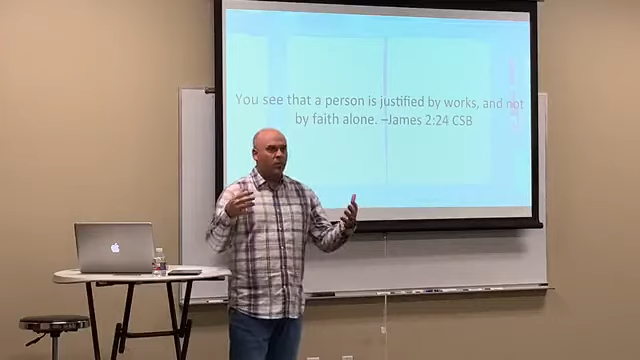 You see that a person is justified by works, and not
by faith alone. –James 2:24 CSB